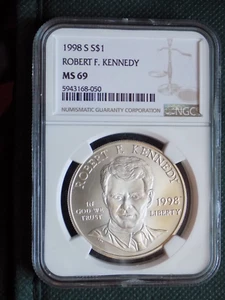 1998 S S$1
ROBERT F. KENNEDY
MS 69
5943168-050
NUMISMATIC GUARANTY CORPORATION
NGC
ROBERT F. KENNEDY
IN
GOD WE
TRUST
1998
LIBERTY